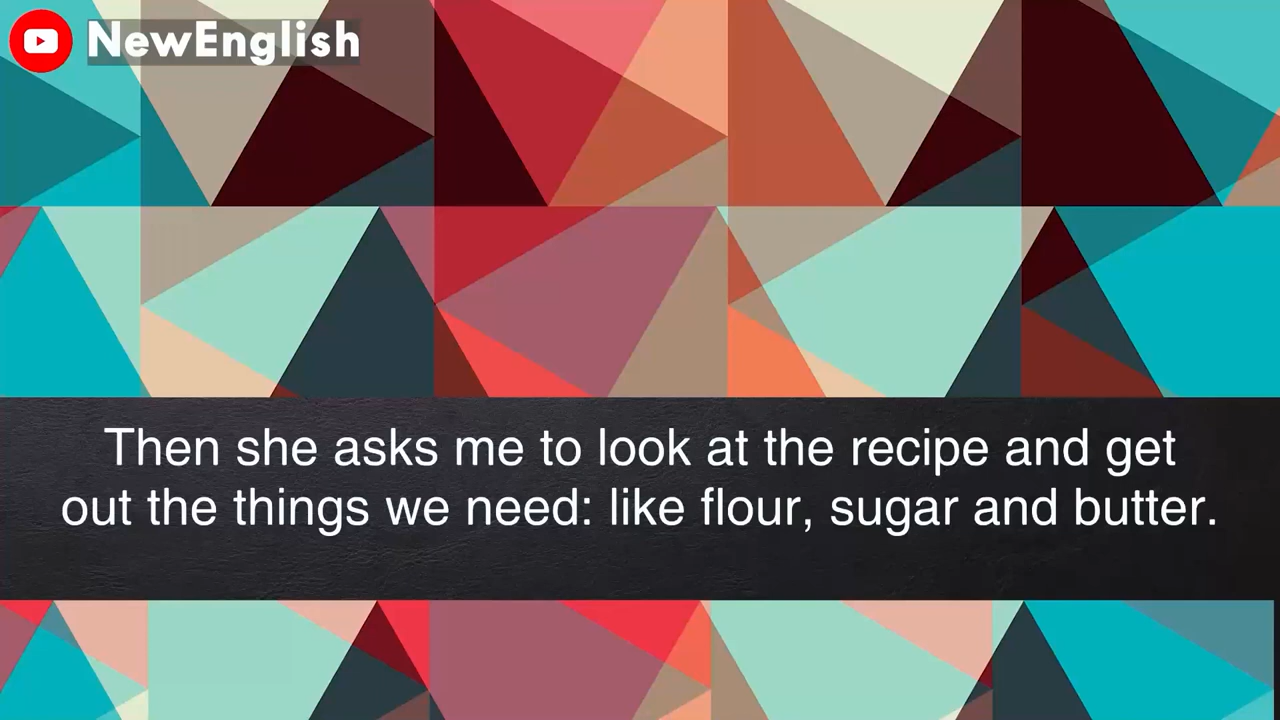 NewEnglish
Then she asks me to look at the recipe and get
out the things we need: like flour, sugar and butter.